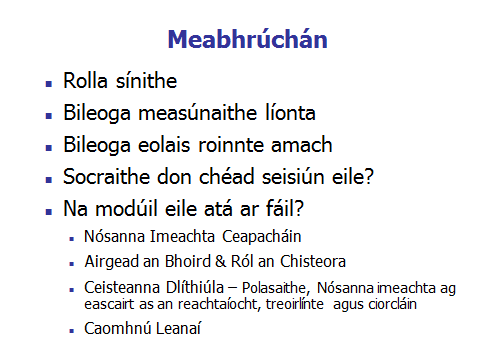 Meabhrúchán
Rolla sínithe
Bileoga measúnaithe líonta
Bileoga eolais roinnte amach
Socraithe don chéad seisiún eile?
Na modúil eile atá ar fáil?
Nósanna Imeachta Ceapacháin
Airgead an Bhoird & Ról an Chisteora
Ceisteanna Dlíthiúla – Polasaithe, Nósanna imeachta ag
eascairt as an reachtaíocht, treoirlínte agus ciorcláin
Caomhnú Leanaí